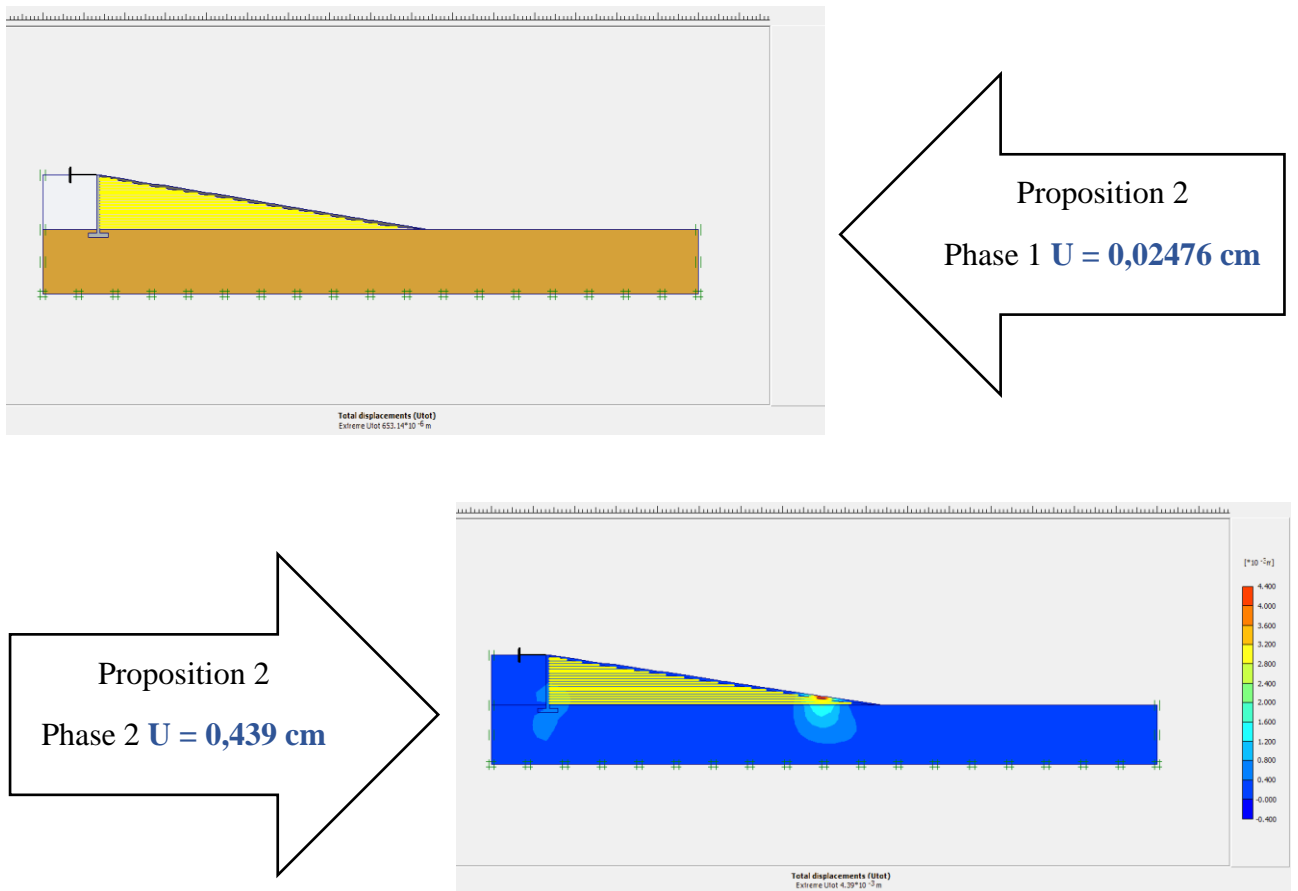 Total displacements (Utot)
Extreme Utot 653.14*10 -6 m
Proposition 2
Phase 1 U = 0,02476 cm
Proposition 2
Phase 2 U = 0,439 cm
[*10 -3 m]
4.400
4.000
3.600
3.200
2.800
2.400
2.000
1.600
1.200
0.800
0.400
-0.000
-0.400
Total displacements (Utot)
Extreme Utot 4.39*10 -3 m